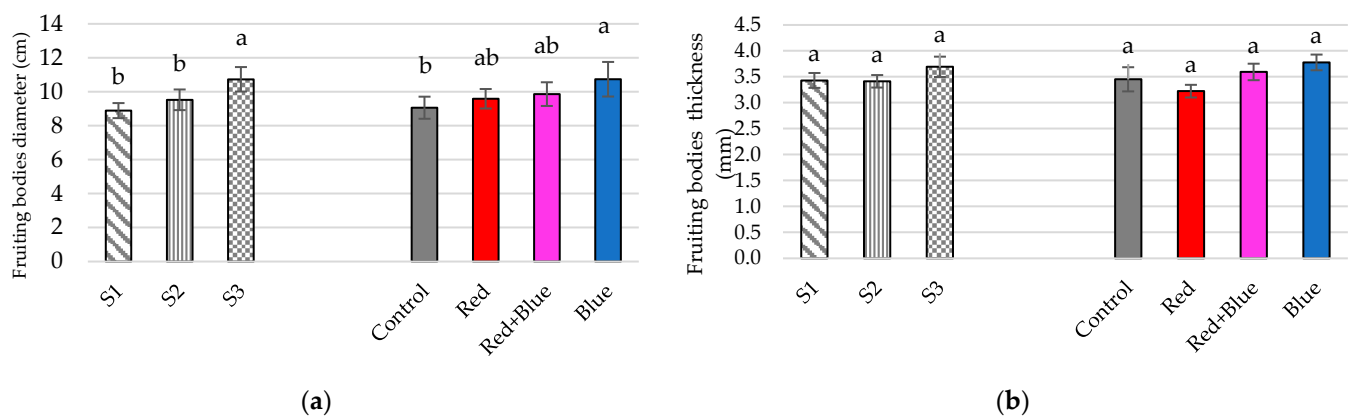 Fruiting bodies diameter (cm)
14
12
10
8
6
4
2
0
b
b
a
b
ab
ab
a
S1
S2
S3
Control
Red
Red+Blue
Blue
(a)
Fruiting bodies thickness
(mm)
4.5
4.0
3.5
3.0
2.5
2.0
1.5
1.0
0.5
0.0
a
a
a
a
a
a
a
S1
S2
S3
Control
Red
Red+Blue
Blue
(b)